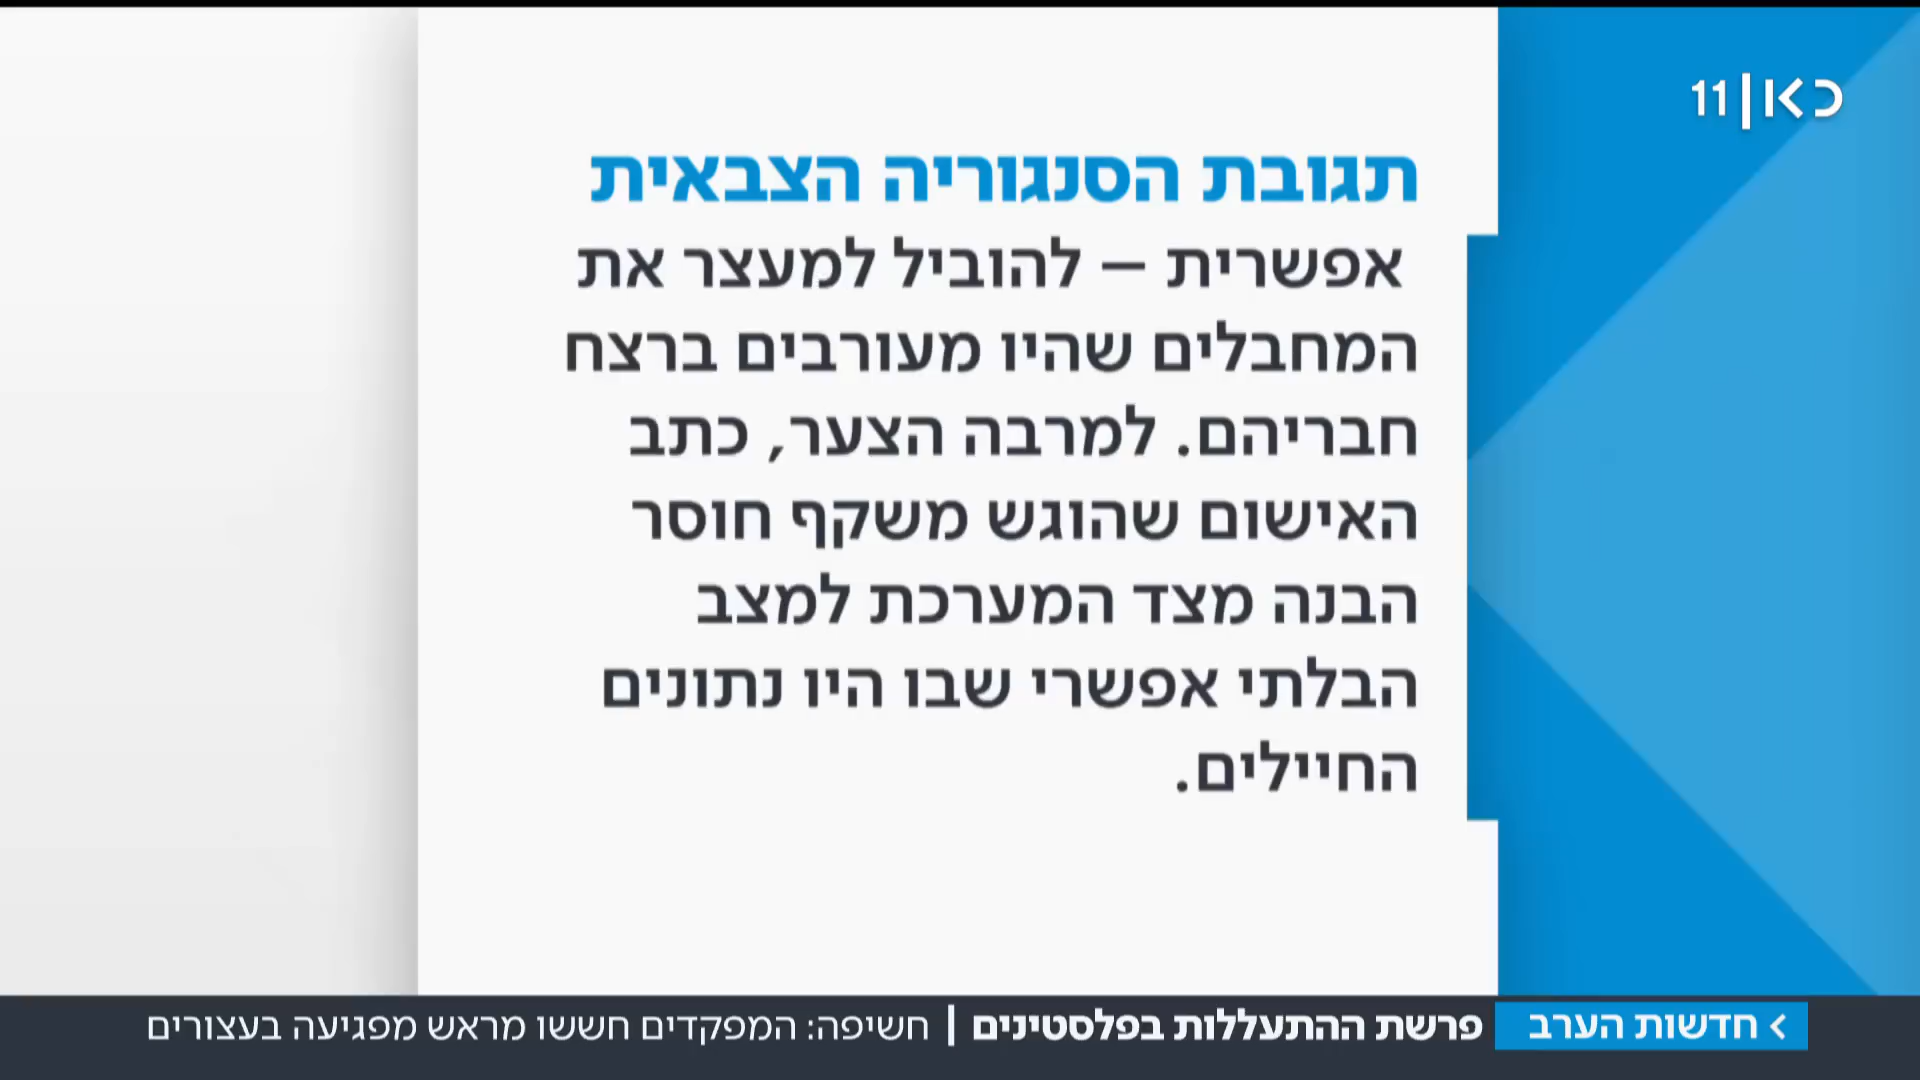 כאן|11
תגובת הסנגוריה הצבאית
אפשרית – להוביל למעצר את
המחבלים שהיו מעורבים ברצח
חבריהם. למרבה הצער, כתב
האישום שהוגש משקף חוסר
הבנה מצד המערכת למצב
הבלתי אפשרי שבו היו נתונים
החיילים.
חדשות הערב פרשת ההתעללות בפלסטינים | חשיפה: המפקדים חששו מראש מפגיעה בעצורים